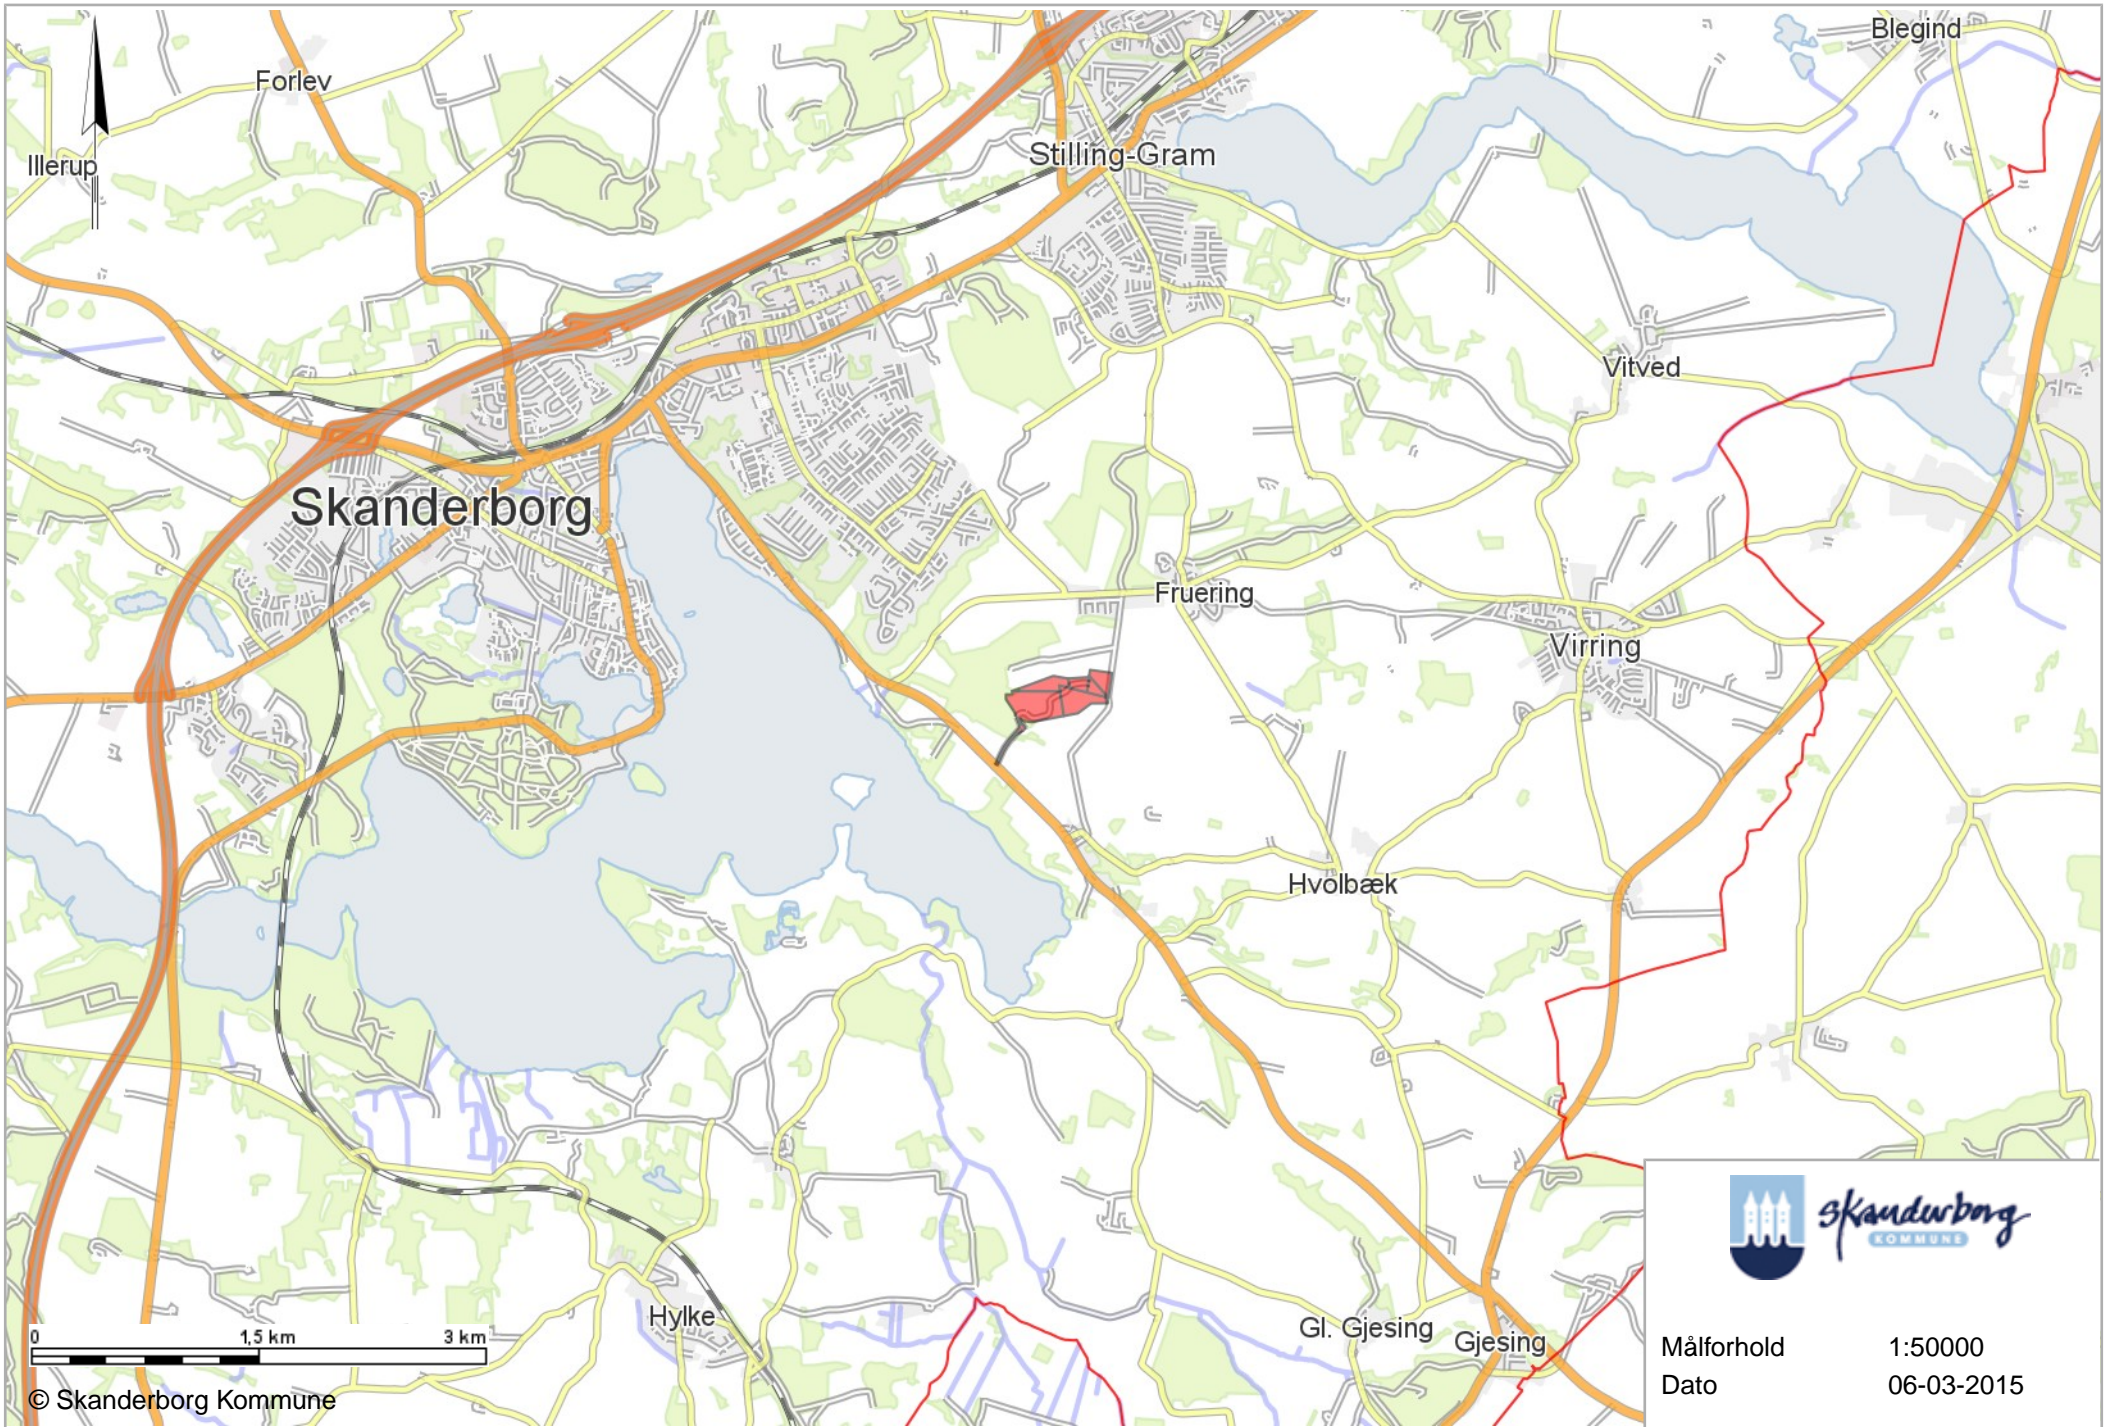 Blegind
Forlev
Illerup
Stilling-Gram
Vitved
Skanderborg
Fruering
Virring
Hvolbæk
Hylke
Gl. Gjesing
Gjesing
0 1,5 km 3 km
© Skanderborg Kommune
Skanderborg
KOMMUNE
Målforhold 1:50000
Dato 06-03-2015